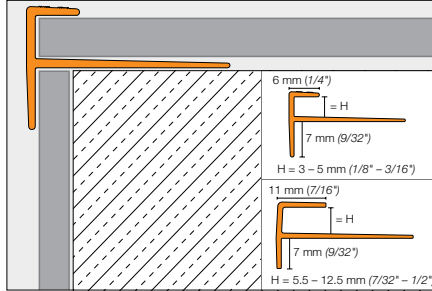 6 mm (1/4")
= H
7 mm (9/32")
H = 3 – 5 mm (1/8" – 3/16")
11 mm (7/16")
= H
7 mm (9/32")
H = 5.5 – 12.5 mm (7/32" – 1/2")